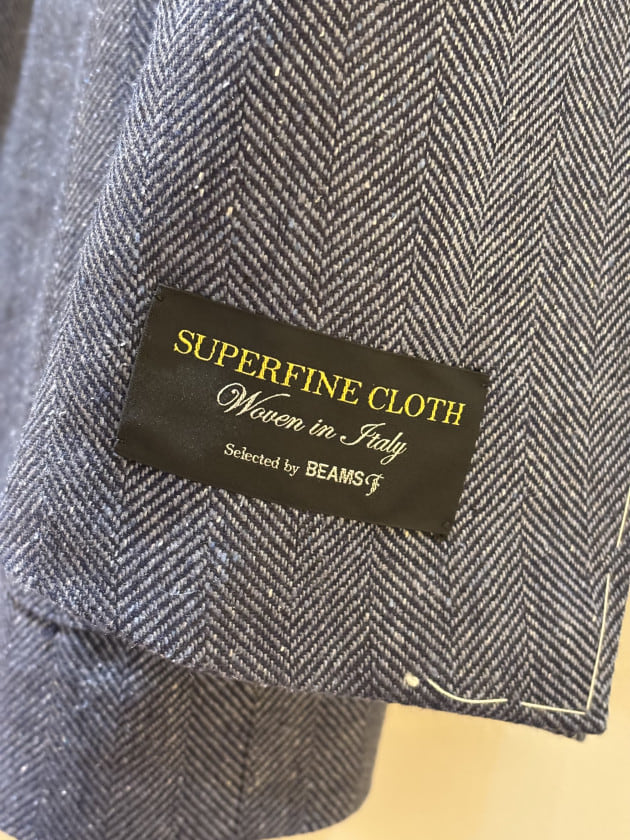 SUPERFINE CLOTH
Woven in Italy
Selected by BEAMS F